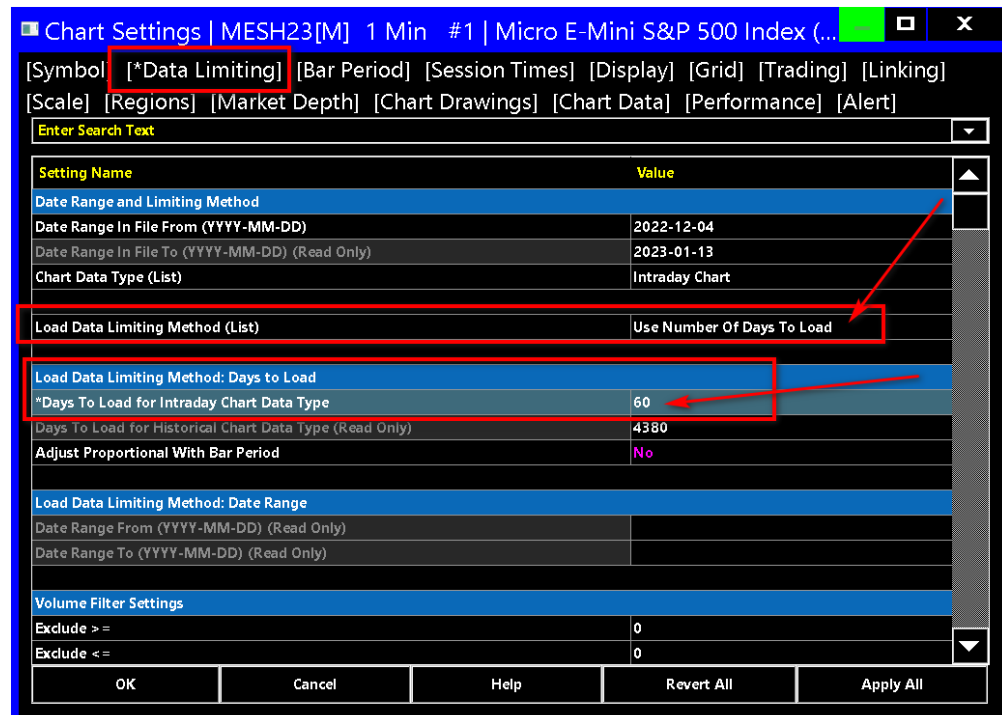 Chart Settings | MESH23[M] 1 Min #1 | Micro E-Mini S&P 500 Index (... X
[Symbol] [*Data Limiting] [Bar Period] [Session Times] [Display] [Grid] [Trading] [Linking]
[Scale] [Regions] [Market Depth] [Chart Drawings] [Chart Data] [Performance] [Alert]
Enter Search Text
Setting Name Value
Date Range and Limiting Method
Date Range In File From (YYYY-MM-DD) 2022-12-04
Date Range In File To (YYYY-MM-DD) (Read Only) 2023-01-13
Chart Data Type (List) Intraday Chart
Load Data Limiting Method (List) Use Number Of Days To Load
Load Data Limiting Method: Days to Load
*Days To Load for Intraday Chart Data Type 60
Days To Load for Historical Chart Data Type (Read Only) 4380
Adjust Proportional With Bar Period No
Load Data Limiting Method: Date Range
Date Range From (YYYY-MM-DD) (Read Only)
Date Range To (YYYY-MM-DD) (Read Only)
Volume Filter Settings
Exclude >= 0
Exclude <= 0
OK Cancel Help Revert All Apply All